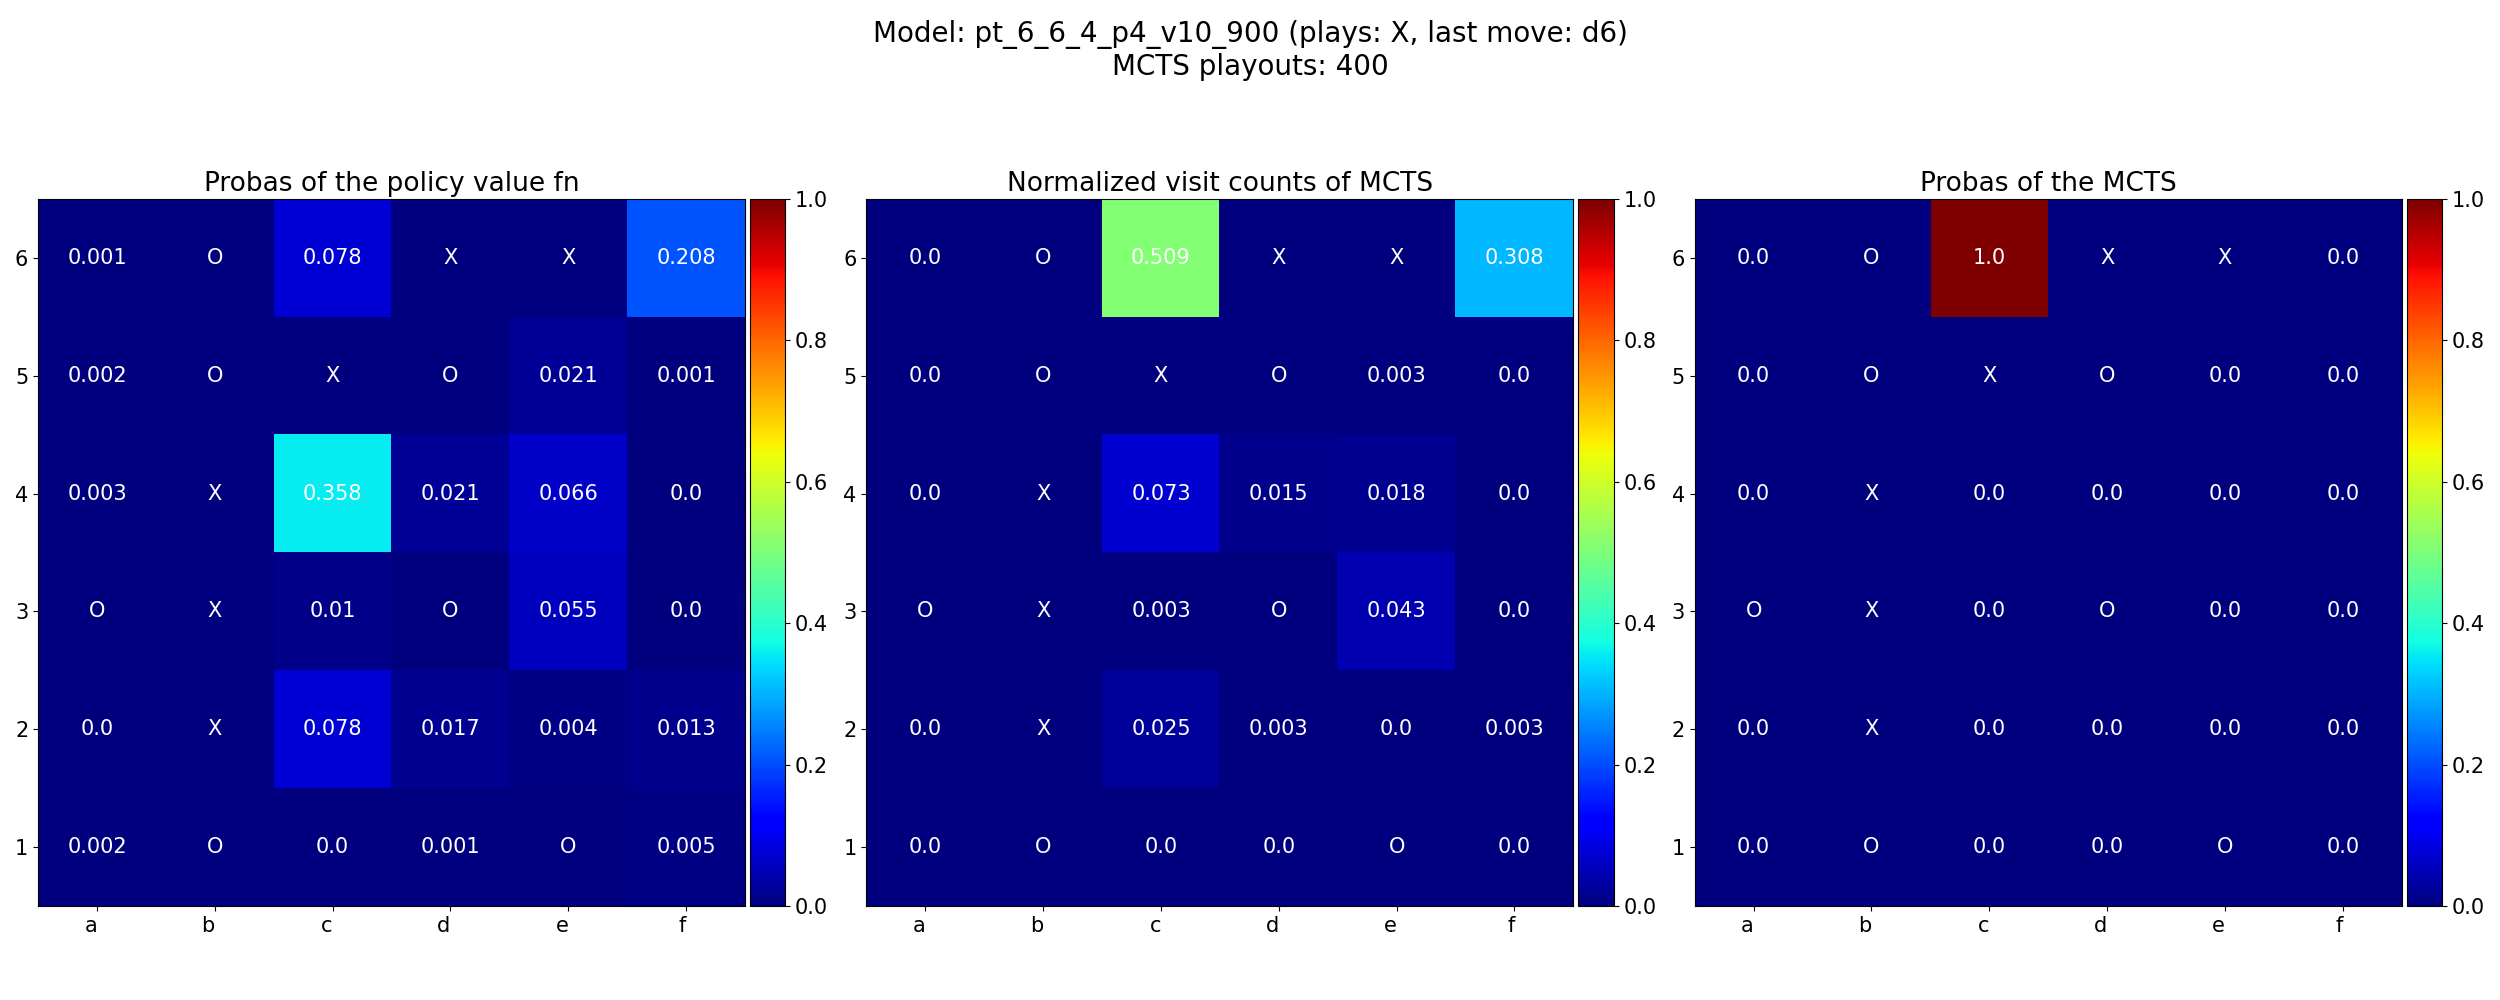 Model: pt_6_6_4_p4_v10_900 (plays: X, last move: d6)
MCTS playouts: 400
Probas of the policy value fn
6 0.001 O 0.078 X X 0.208
5 0.002 O X O 0.021 0.001
4 0.003 X 0.358 0.021 0.066 0.0
3 O X 0.01 O 0.055 0.0
2 0.0 X 0.078 0.017 0.004 0.013
1 0.002 O 0.0 0.001 O 0.005
a b c d e f
1.0
0.8
0.6
0.4
0.2
0.0
Normalized visit counts of MCTS
6 0.0 O 0.509 X X 0.308
5 0.0 O X O 0.003 0.0
4 0.0 X 0.073 0.015 0.018 0.0
3 O X 0.003 O 0.043 0.0
2 0.0 X 0.025 0.003 0.0 0.003
1 0.0 O 0.0 0.0 O 0.0
a b c d e f
1.0
0.8
0.6
0.4
0.2
0.0
Probas of the MCTS
6 0.0 O 1.0 X X 0.0
5 0.0 O X O 0.0 0.0
4 0.0 X 0.0 0.0 0.0 0.0
3 O X 0.0 O 0.0 0.0
2 0.0 X 0.0 0.0 0.0 0.0
1 0.0 O 0.0 0.0 O 0.0
a b c d e f
1.0
0.8
0.6
0.4
0.2
0.0